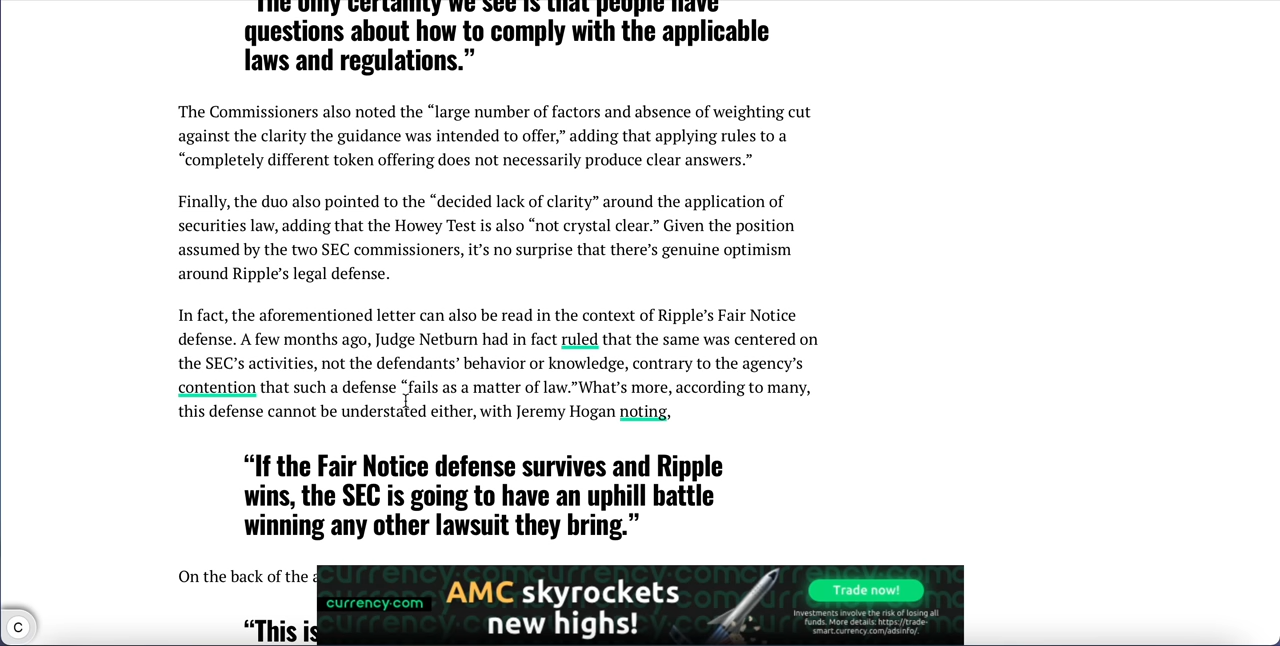 “The only certainty we see is that people have
questions about how to comply with the applicable
laws and regulations.”
The Commissioners also noted the “large number of factors and absence of weighting cut
against the clarity the guidance was intended to offer,” adding that applying rules to a
“completely different token offering does not necessarily produce clear answers.”
Finally, the duo also pointed to the “decided lack of clarity” around the application of
securities law, adding that the Howey Test is also “not crystal clear.” Given the position
assumed by the two SEC commissioners, it’s no surprise that there’s genuine optimism
around Ripple’s legal defense.
In fact, the aforementioned letter can also be read in the context of Ripple’s Fair Notice
defense. A few months ago, Judge Netburn had in fact ruled that the same was centered on
the SEC’s activities, not the defendants’ behavior or knowledge, contrary to the agency’s
contention that such a defense “fails as a matter of law.”What’s more, according to many,
this defense cannot be understated either, with Jeremy Hogan noting,
“If the Fair Notice defense survives and Ripple
wins, the SEC is going to have an uphill battle
winning any other lawsuit they bring.”
On the back of the
“This is
currency.com
AMC skyrockets
new highs!
Trade now!
Investments involve the risk of losing all
funds. More details: https://trade-
smart.currency.com/adsinfo/.
C